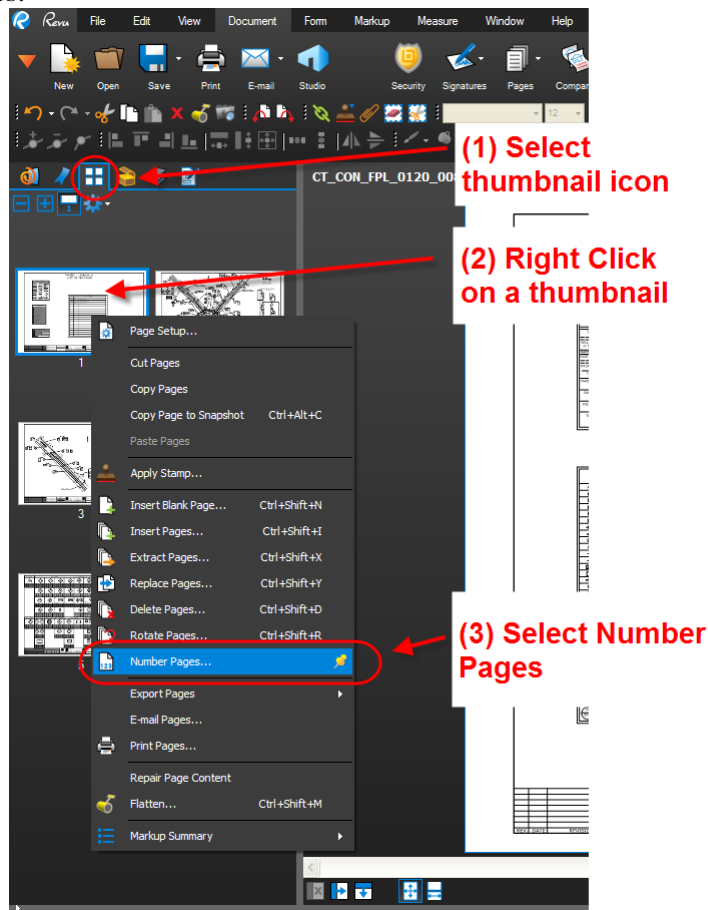 Revu File Edit View Document Form Markup Measure Window Help
New Open Save Print E-mail Studio Security Signatures Pages
12
(1) Select
thumbnail icon
(2) Right Click
on a thumbnail
1
Page Setup...
Cut Pages
Copy Pages
Copy Page to Snapshot Ctrl+Alt+C
Paste Pages
Apply Stamp...
3
Insert Blank Page... Ctrl+Shift+N
Insert Pages... Ctrl+Shift+I
Extract Pages... Ctrl+Shift+X
Replace Pages... Ctrl+Shift+Y
Delete Pages... Ctrl+Shift+D
Rotate Pages... Ctrl+Shift+R
Number Pages...
(3) Select Number
Pages
Export Pages
E-mail Pages...
Print Pages...
Repair Page Content
Flatten... Ctrl+Shift+M
Markup Summary